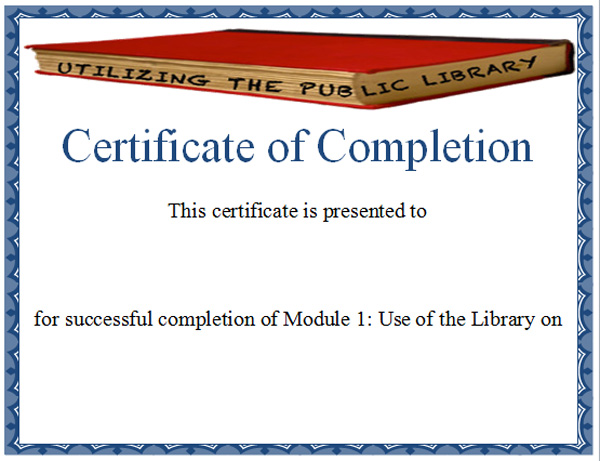 UTILIZING THE PUBLIC LIBRARY
Certificate of Completion
This certificate is presented to
for successful completion of Module 1: Use of the Library on